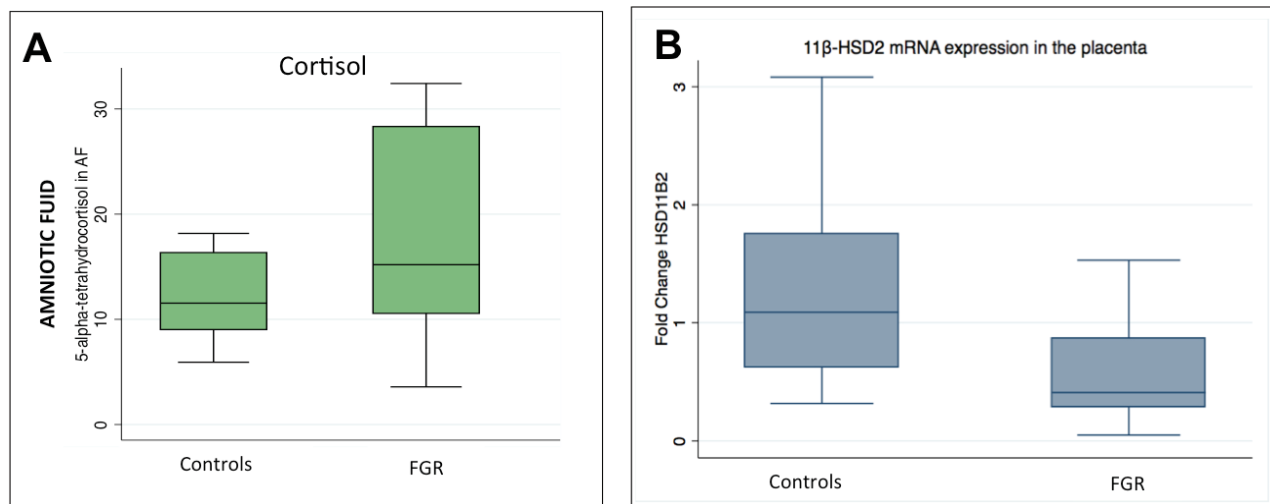 A
Cortisol
AMNIOTIC FUID
5-alpha-tetrahydrocortisol in AF
30
20
10
0
Controls
FGR
B
11β-HSD2 mRNA expression in the placenta
Fold Change HSD11B2
3
2
1
0
Controls
FGR